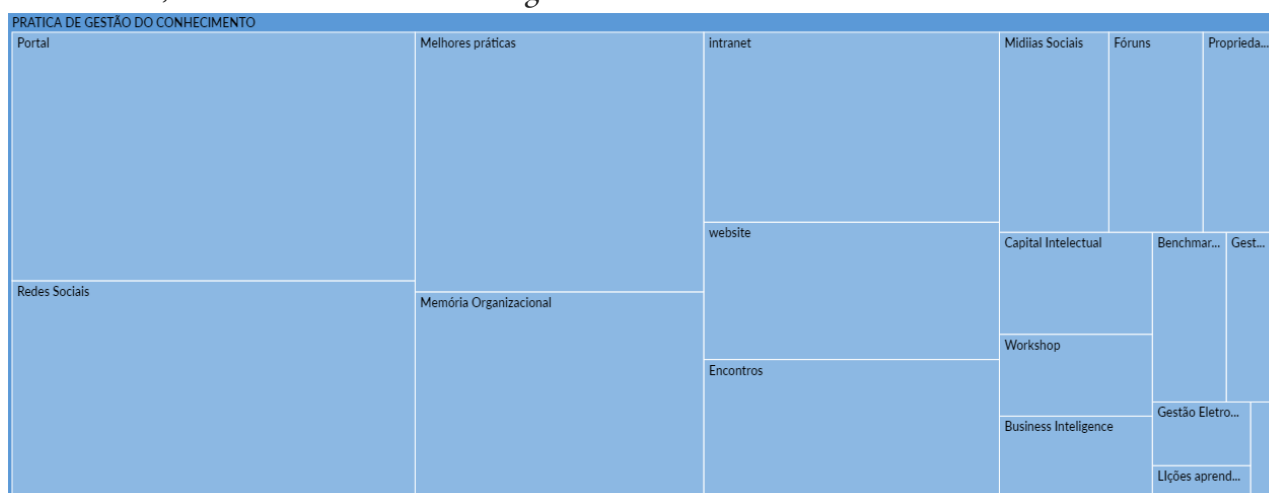 PRATICA DE GESTÃO DO CONHECIMENTO
Portal
Redes Sociais
Melhores práticas
Memória Organizacional
intranet
website
Encontros
Midiias Sociais
Fóruns
Proprieda...
Capital Intelectual
Workshop
Business Inteligence
Benchmar...
Gest...
Gestão Eletro...
LIções aprend...